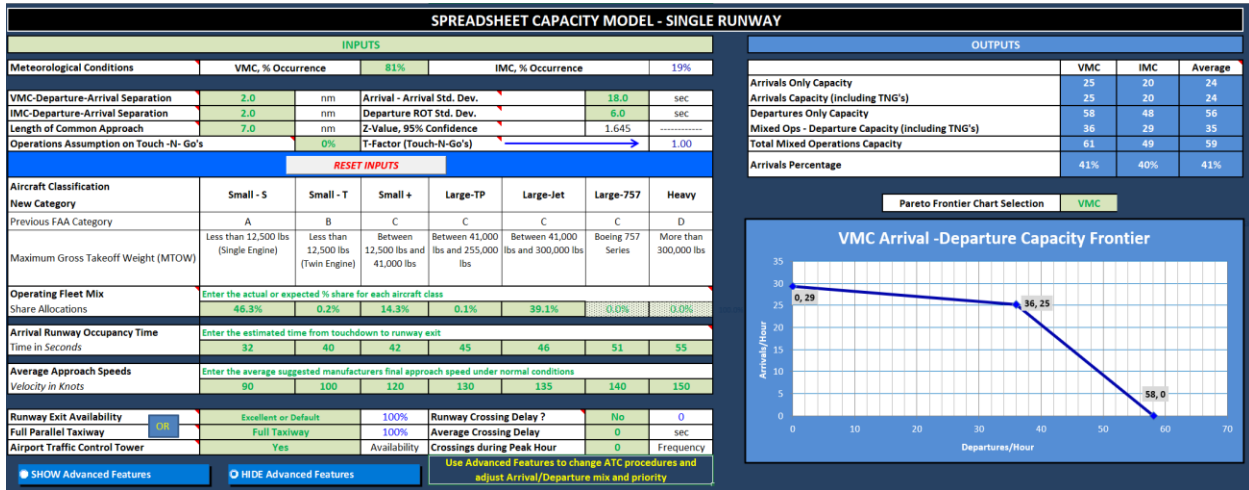 SPREADSHEET CAPACITY MODEL - SINGLE RUNWAY
INPUTS
Meteorological Conditions VMC, % Occurrence 81% IMC, % Occurrence 19%
VMC-Departure-Arrival Separation 2.0 nm Arrival - Arrival Std. Dev. 18.0 sec
IMC-Departure-Arrival Separation 2.0 nm Departure ROT Std. Dev. 6.0 sec
Length of Common Approach 7.0 nm Z-Value, 95% Confidence 1.645 ------------
Operations Assumption on Touch -N- Go's 0% T-Factor (Touch-N-Go's) 1.00
RESET INPUTS
Aircraft Classification
New Category
Small - S Small - T Small + Large-TP Large-Jet Large-757 Heavy
Previous FAA Category A B C C C C D
Maximum Gross Takeoff Weight (MTOW)
Less than 12,500 lbs (Single Engine)
Less than 12,500 lbs (Twin Engine)
Between 12,500 lbs and 41,000 lbs
Between 41,000 lbs and 255,000 lbs
Between 41,000 lbs and 300,000 lbs
Boeing 757 Series
More than 300,000 lbs
Operating Fleet Mix Enter the actual or expected % share for each aircraft class
Share Allocations 46.3% 0.2% 14.3% 0.1% 39.1% 0.0% 0.0%
Arrival Runway Occupancy Time Enter the estimated time from touchdown to runway exit
Time in Seconds 32 40 42 45 46 51 55
Average Approach Speeds Enter the average suggested manufacturers final approach speed under normal conditions
Velocity in Knots 90 100 120 130 135 140 150
Runway Exit Availability Excellent or Default 100% Runway Crossing Delay ? No 0
OR
Full Parallel Taxiway Full Taxiway 100% Average Crossing Delay 0 sec
Airport Traffic Control Tower Yes Availability Crossings during Peak Hour 0 Frequency
SHOW Advanced Features HIDE Advanced Features
Use Advanced Features to change ATC procedures and
adjust Arrival/Departure mix and priority
OUTPUTS
VMC IMC Average
Arrivals Only Capacity 25 20 24
Arrivals Capacity (including TNG's) 25 20 24
Departures Only Capacity 58 48 56
Mixed Ops - Departure Capacity (including TNG's) 36 29 35
Total Mixed Operations Capacity 61 49 59
Arrivals Percentage 41% 40% 41%
Pareto Frontier Chart Selection VMC
VMC Arrival -Departure Capacity Frontier
Arrivals/Hour
35
30
25
20
15
10
5
0
0, 29
36, 25
58, 0
0 10 20 30 40 50 60 70
Departures/Hour